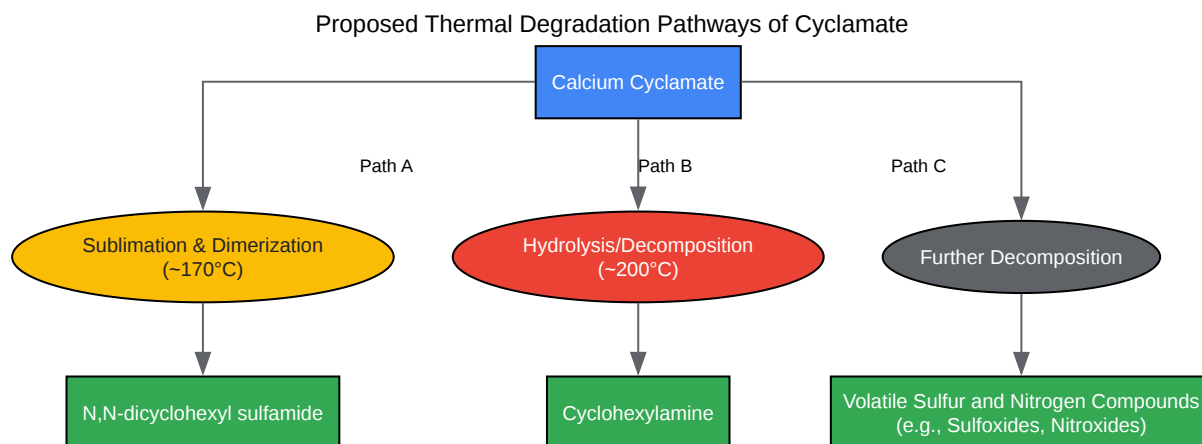 Proposed Thermal Degradation Pathways of Cyclamate
Calcium Cyclamate
Path A
Path B
Path C
Sublimation & Dimerization
(~170°C)
Hydrolysis/Decomposition
(~200°C)
Further Decomposition
N,N-dicyclohexyl sulfamide
Cyclohexylamine
Volatile Sulfur and Nitrogen Compounds
(e.g., Sulfoxides, Nitroxides)